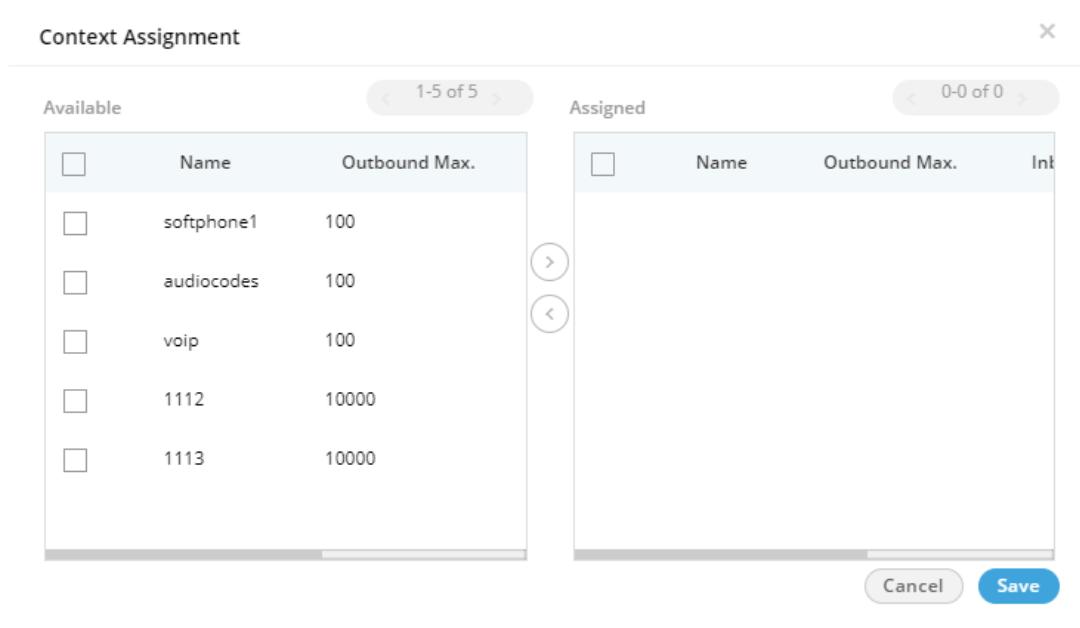 Context Assignment
Available
1-5 of 5
Assigned
0-0 of 0
Name Outbound Max.
softphone1 100
audiocodes 100
voip 100
1112 10000
1113 10000
Name Outbound Max.
Cancel Save